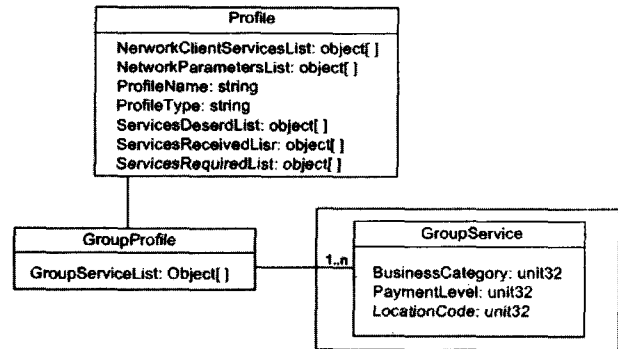 Profile
NerworkClientServicesList: object[ ]
NetworkParametersList: object[ ]
ProfileName: string
ProfileType: string
ServicesDeserdList: object[ ]
ServicesReceivedLisr: object[ ]
ServicesRequiredList: object[ ]
GroupProfile
GroupServiceList: Object[ ]
1..n
GroupService
BusinessCategory: unit32
PaymentLevel: unit32
LocationCode: unit32